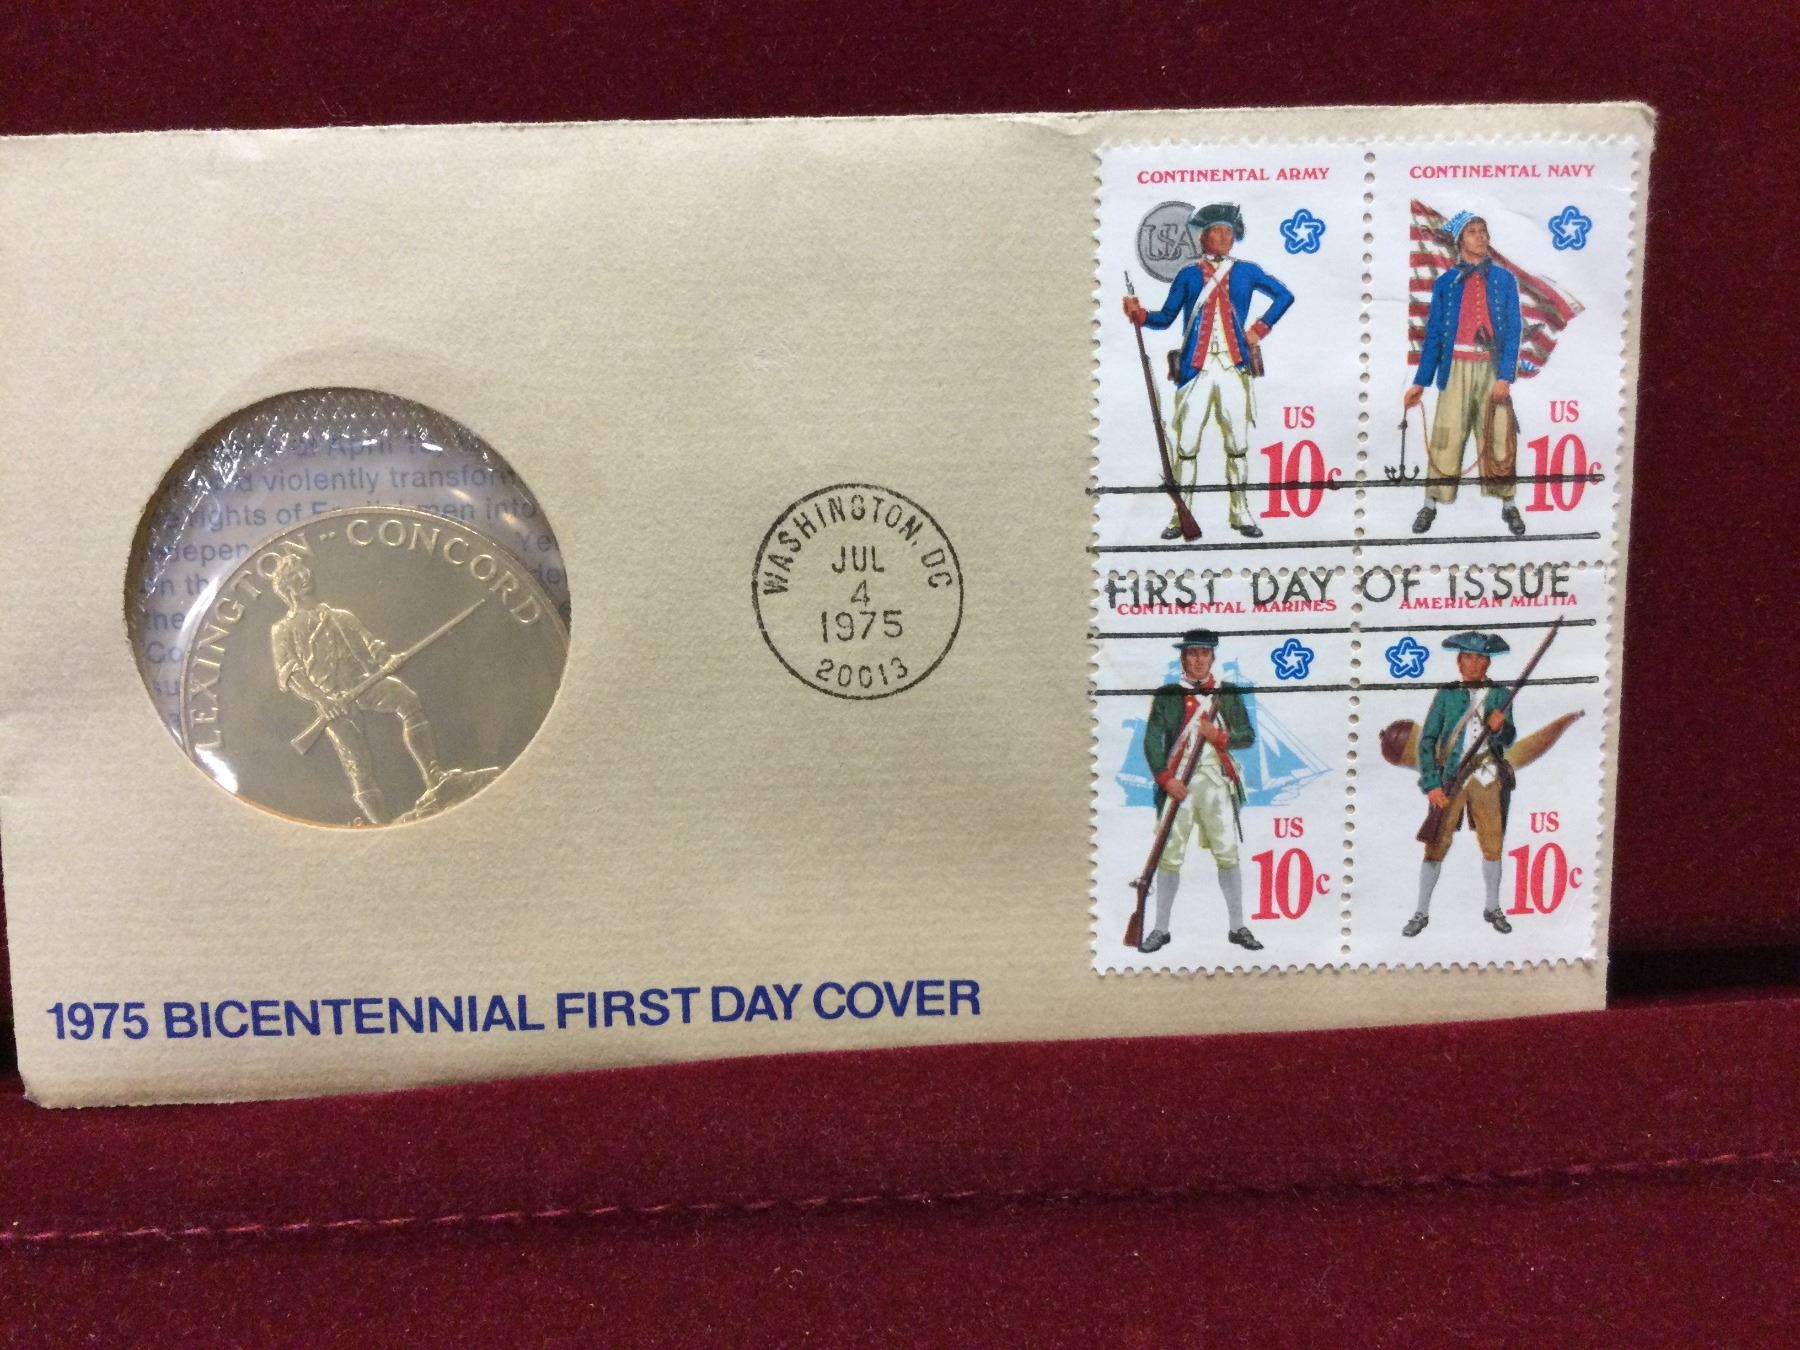 CONTINENTAL ARMY
USA
US
10c
CONTINENTAL NAVY
US
10c
LEXINGTON -- CONCORD
violently transform
rights of
men into
WASHINGTON, DC
JUL
4
1975
20013
FIRST DAY OF ISSUE
CONTINENTAL MARINES
US
10c
AMERICAN MILITIA
US
10c
1975 BICENTENNIAL FIRST DAY COVER